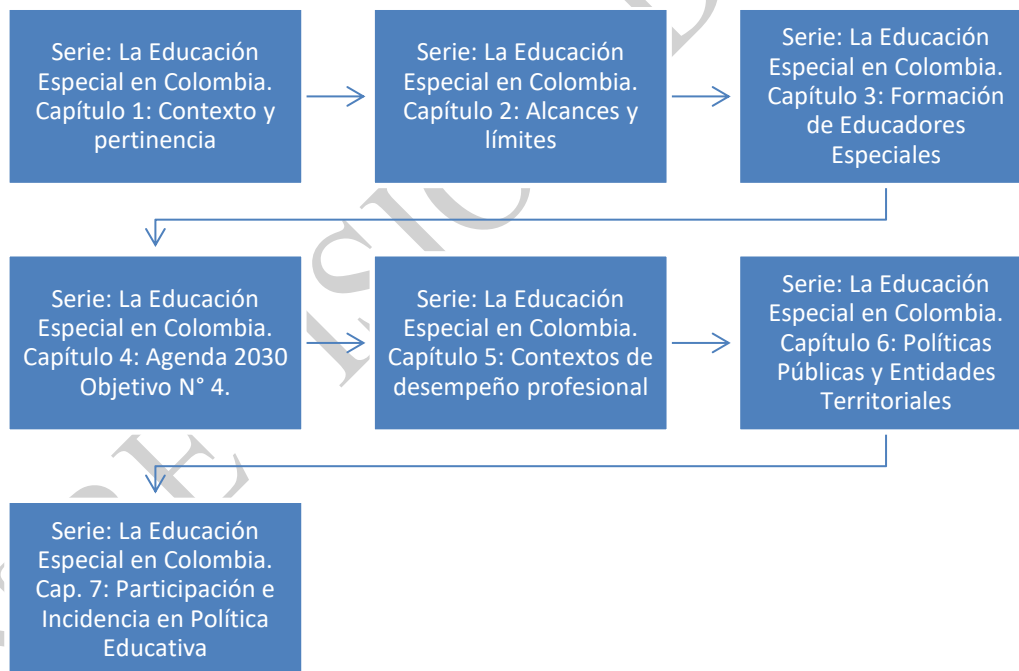 Serie: La Educación
Especial en Colombia.
Capítulo 1: Contexto y
pertinencia
Serie: La Educación
Especial en Colombia.
Capítulo 2: Alcances y
límites
Serie: La Educación
Especial en Colombia.
Capítulo 3: Formación
de Educadores
Especiales
Serie: La Educación
Especial en Colombia.
Capítulo 4: Agenda 2030
Objetivo N° 4.
Serie: La Educación
Especial en Colombia.
Capítulo 5: Contextos de
desempeño profesional
Serie: La Educación
Especial en Colombia.
Capítulo 6: Políticas
Públicas y Entidades
Territoriales
Serie: La Educación
Especial en Colombia.
Cap. 7: Participación e
Incidencia en Política
Educativa